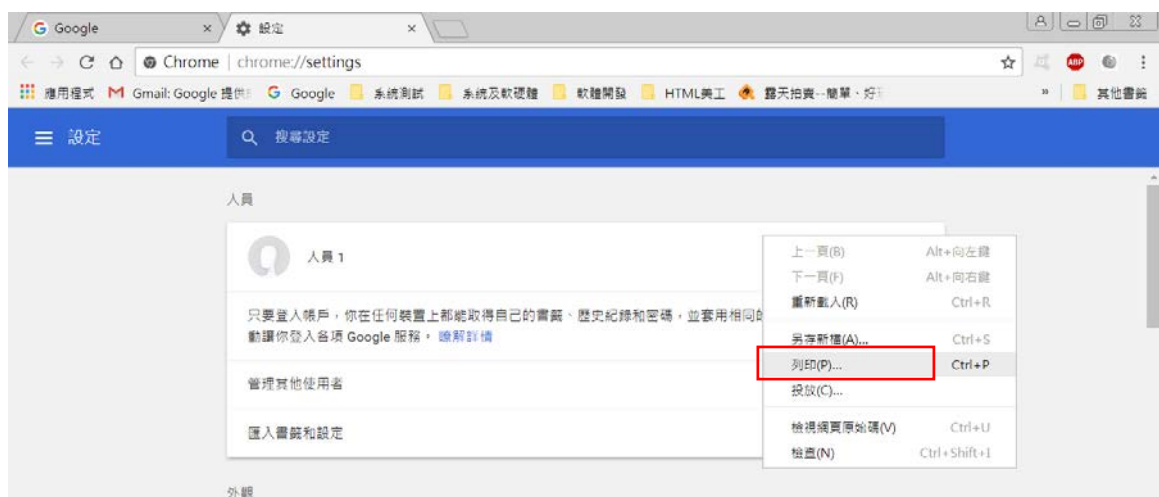 Google
設定
Chrome | chrome://settings
ABP
應用程式
Gmail: Google 提供
Google
系統測試
系統及軟硬體
軟體開發
HTML美工
露天拍賣--簡單、好
»
其他書籤
設定
搜尋設定
人員
人員 1
只要登入帳戶，你在任何裝置上都能取得自己的書籤、歷史紀錄和密碼，並套用相同的
動讓你登入各項 Google 服務。 瞭解詳情
管理其他使用者
匯入書籤和設定
外觀
上一頁(B) Alt+向左鍵
下一頁(F) Alt+向右鍵
重新載入(R) Ctrl+R
另存新檔(A)... Ctrl+S
列印(P)... Ctrl+P
投放(C)...
檢視網頁原始碼(V) Ctrl+U
檢查(N) Ctrl+Shift+I